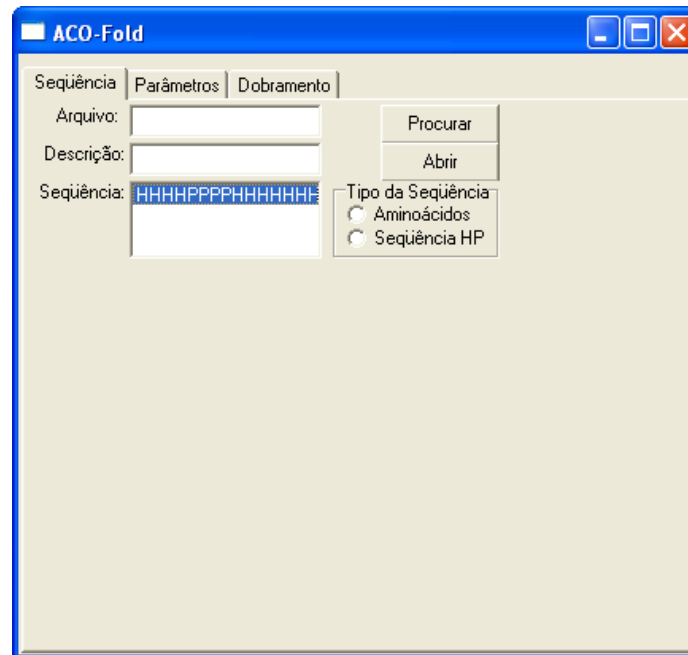 ACO-Fold
Seqüência Parâmetros Dobramento
Arquivo: Procurar
Descrição: Abrir
Seqüência: HHHHPPPPHHHHHHH Tipo da Seqüência
Aminoácidos
Seqüência HP